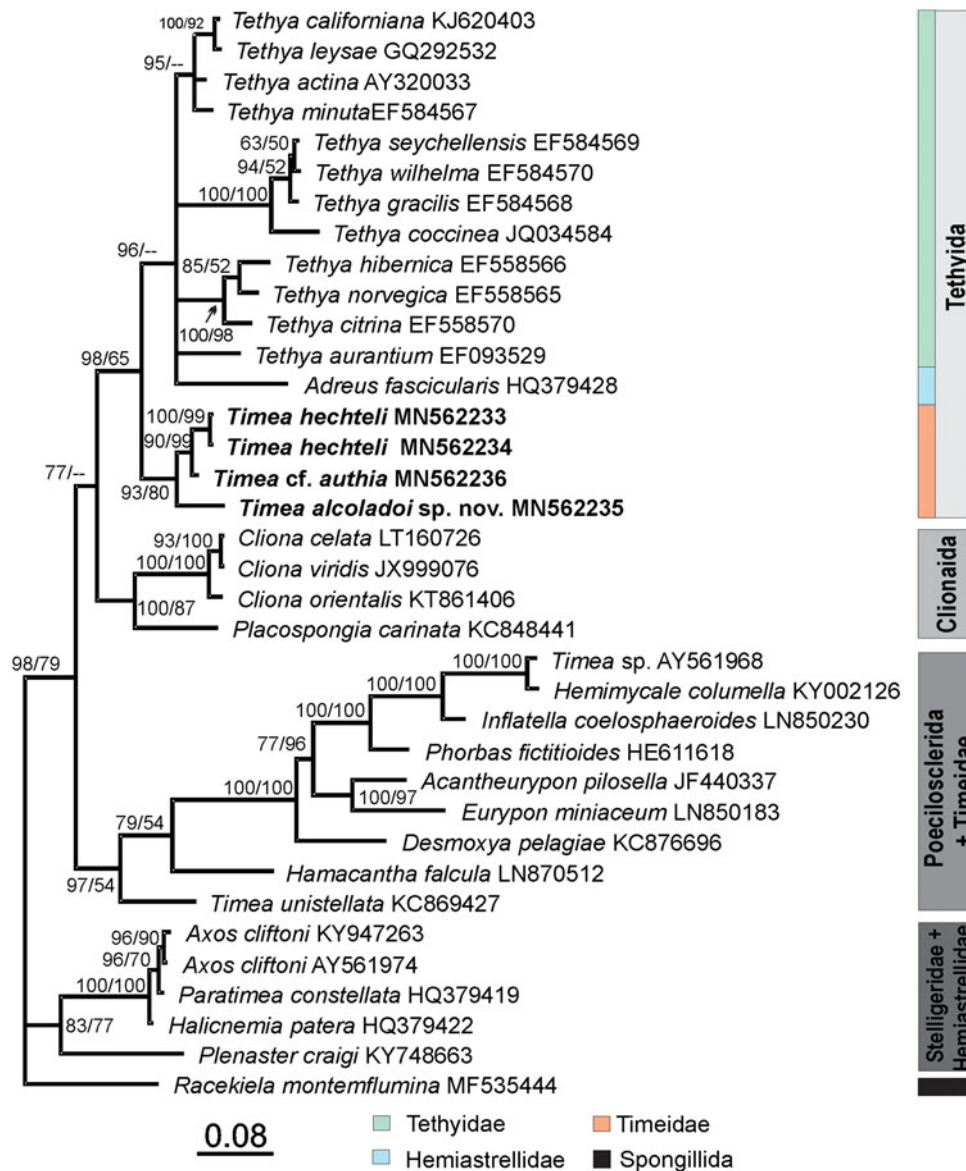 100/92
Tethya californiana KJ620403
Tethya leysae GQ292532
95/--
Tethya actina AY320033
Tethya minutaEF584567
63/50
Tethya seychellensis EF584569
94/52
Tethya wilhelma EF584570
100/100
Tethya gracilis EF584568
Tethya coccinea JQ034584
96/--
85/52
Tethya hibernica EF558566
Tethya norvegica EF558565
Tethya citrina EF558570
100/98
Tethya aurantium EF093529
98/65
Adreus fascicularis HQ379428
100/99
Timea hechteli MN562233
90/99
Timea hechteli MN562234
Timea cf. authia MN562236
77/--
93/80
Timea alcoladoi sp. nov. MN562235
93/100
Cliona celata LT160726
100/100
Cliona viridis JX999076
Cliona orientalis KT861406
100/87
Placospongia carinata KC848441
98/79
100/100
Timea sp. AY561968
100/100
Hemimycale columella KY002126
100/100
Inflatella coelosphaeroides LN850230
77/96
Phorbas fictitioides HE611618
100/100
Acantheurypon pilosella JF440337
100/97
Eurypon miniaceum LN850183
79/54
Desmoxya pelagiae KC876696
Hamacantha falcula LN870512
97/54
Timea unistellata KC869427
96/90
Axos cliftoni KY947263
96/70
Axos cliftoni AY561974
100/100
Paratimea constellata HQ379419
Halicnemia patera HQ379422
83/77
Plenaster craigi KY748663
Racekiela montemflumina MF535444
Tethyida
Clionaida
Poecilosclerida
+ Timeidae
Stelligeridae +
Hemiastrellidae
0.08
Tethyidae
Timeidae
Hemiastrellidae
Spongillida